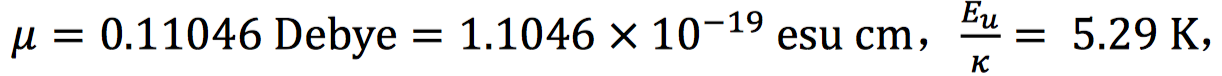 μ = 0.11046 Debye = 1.1046 × 10⁻¹⁹ esu cm， E_u/κ = 5.29 K,